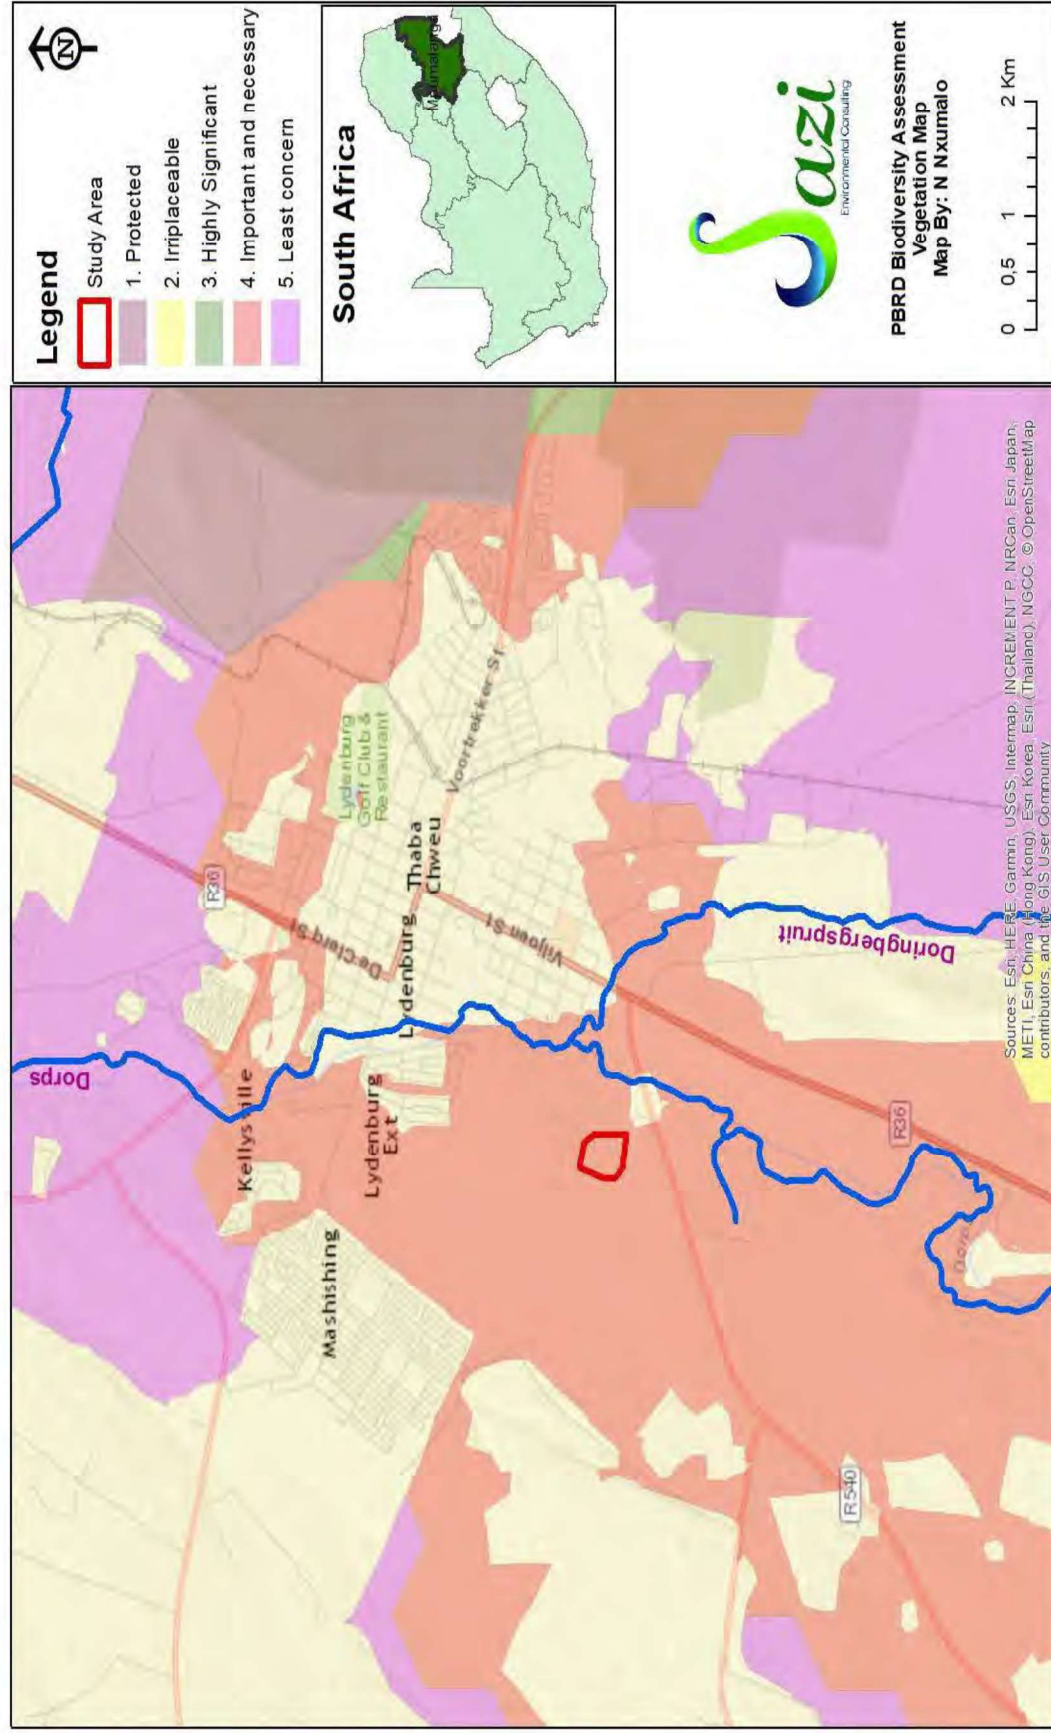 Legend
N
Study Area
1. Protected
2. Irriplaceable
3. Highly Significant
4. Important and necessary
5. Least concern
South Africa
Mpumalanga
Sazi
Environmental Consulting
PBRD Biodiversity Assessment
Vegetation Map
Map By: N Nxumalo
0 0,5 1 2 Km
Dorps
R36
Kellysville
De Clerq St
Lydenburg
Golf Club &
Restaurant
Mashishing
Lydenburg
Ext
Lydenburg
Thaba
Chweu
Voortrekker St
Viljoen St
Doringbergspruit
R36
R540
Sources: Esri, HERE, Garmin, USGS, Intermap, INCREMENT P, NRCan, Esri Japan,
METI, Esri China (Hong Kong), Esri Korea, Esri (Thailand), NGCC, © OpenStreetMap
contributors, and the GIS User Community